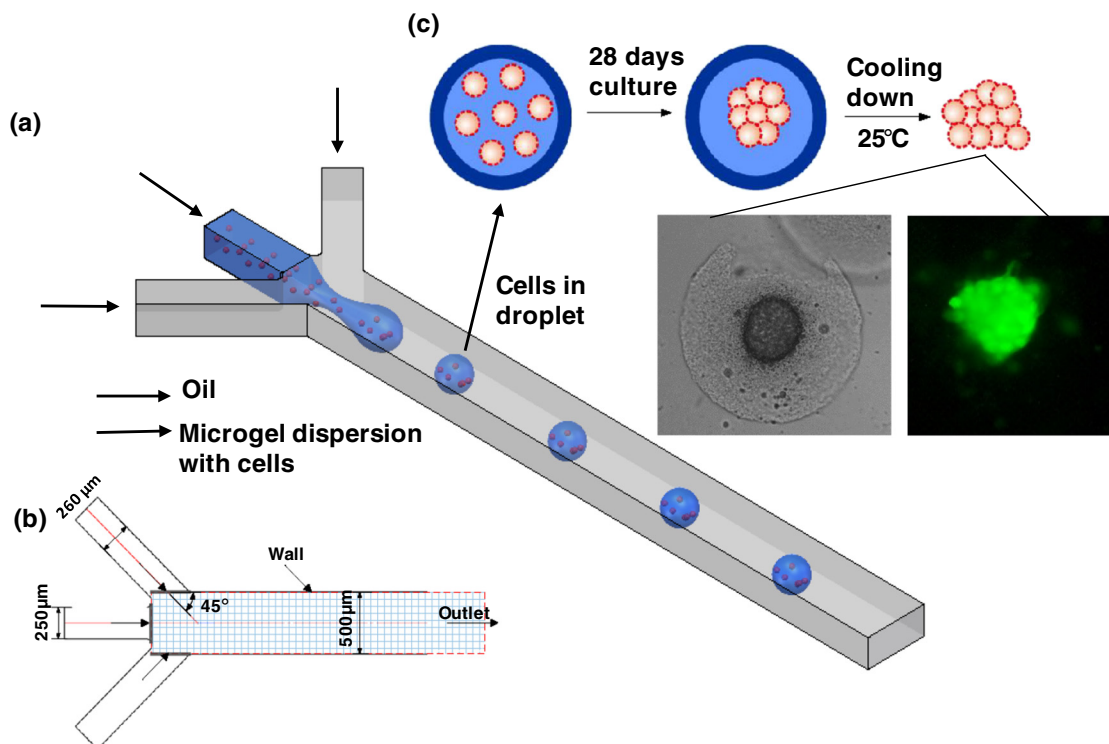 (a)
(c)
28 days
culture
Cooling
down
25°C
Cells in
droplet
Oil
Microgel dispersion
with cells
(b)
260 μm
250μm
45°
Wall
500μm
Outlet